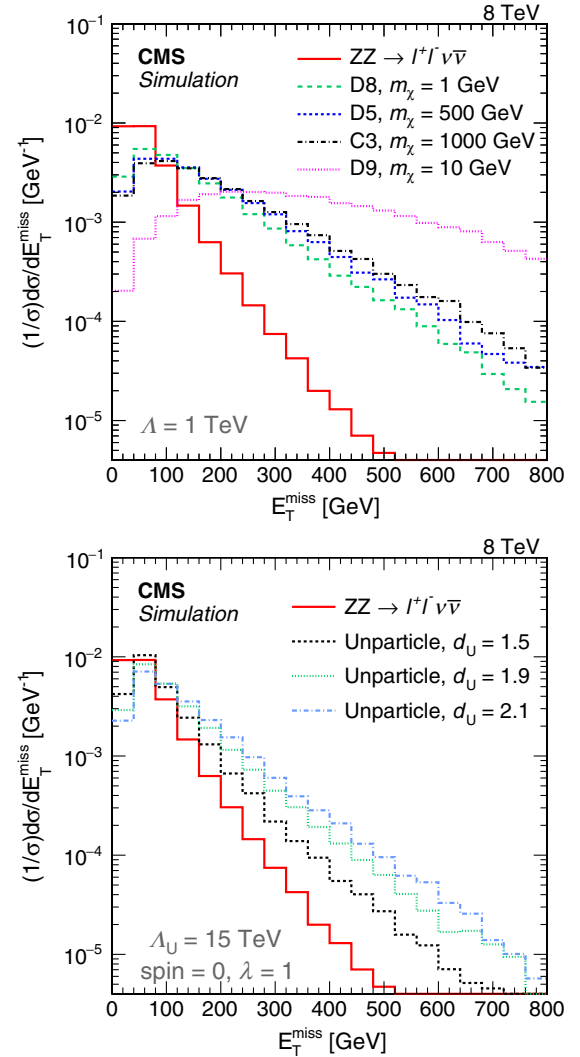 8 TeV
10⁻¹
CMS
Simulation
ZZ → l⁺l⁻νν̅
D8, mχ = 1 GeV
D5, mχ = 500 GeV
C3, mχ = 1000 GeV
D9, mχ = 10 GeV
10⁻²
10⁻³
10⁻⁴
10⁻⁵
(1/σ)dσ/dE_T^miss [GeV⁻¹]
Λ = 1 TeV
0 100 200 300 400 500 600 700 800
E_T^miss [GeV]
8 TeV
10⁻¹
CMS
Simulation
ZZ → l⁺l⁻νν̅
Unparticle, d_U = 1.5
Unparticle, d_U = 1.9
Unparticle, d_U = 2.1
10⁻²
10⁻³
10⁻⁴
10⁻⁵
(1/σ)dσ/dE_T^miss [GeV⁻¹]
Λ_U = 15 TeV
spin = 0, λ = 1
0 100 200 300 400 500 600 700 800
E_T^miss [GeV]